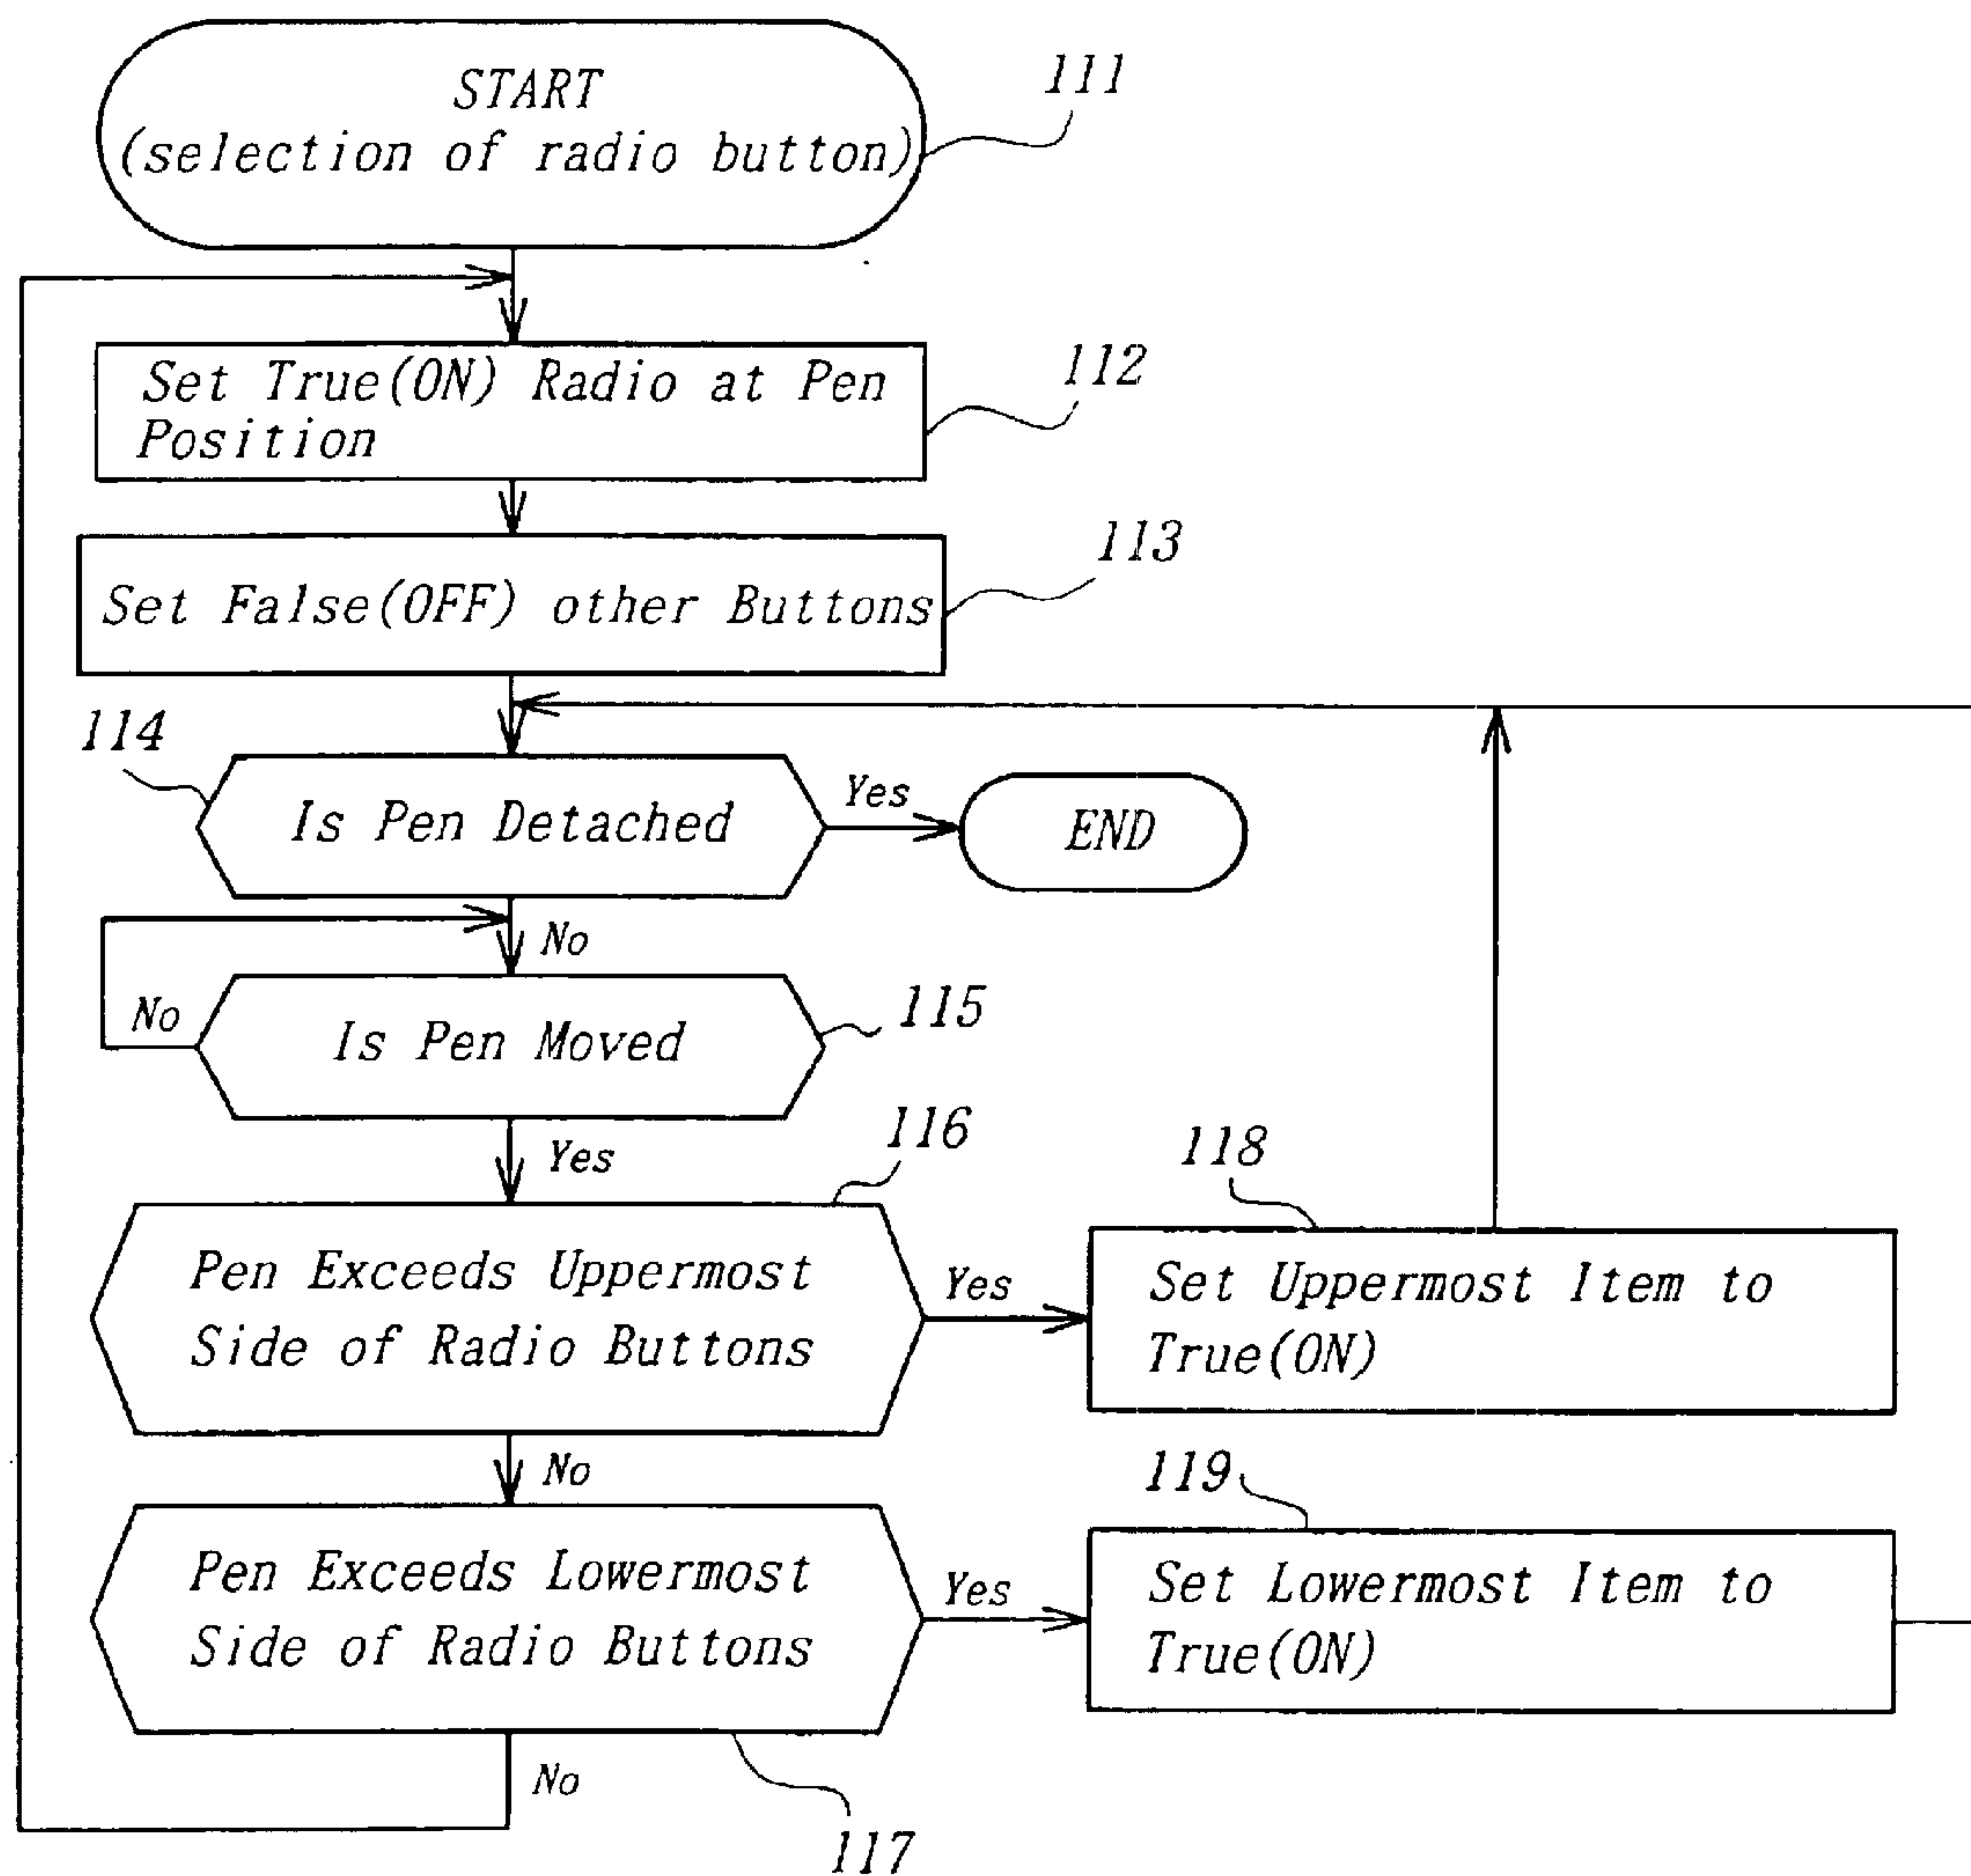 START
(selection of radio button)
111
Set True(ON) Radio at Pen
Position
112
Set False(OFF) other Buttons
113
114
Is Pen Detached
Yes
END
No
Is Pen Moved
No
115
Yes
116
Pen Exceeds Uppermost
Side of Radio Buttons
Yes
118
Set Uppermost Item to
True(ON)
No
Pen Exceeds Lowermost
Side of Radio Buttons
Yes
119
Set Lowermost Item to
True(ON)
No
117